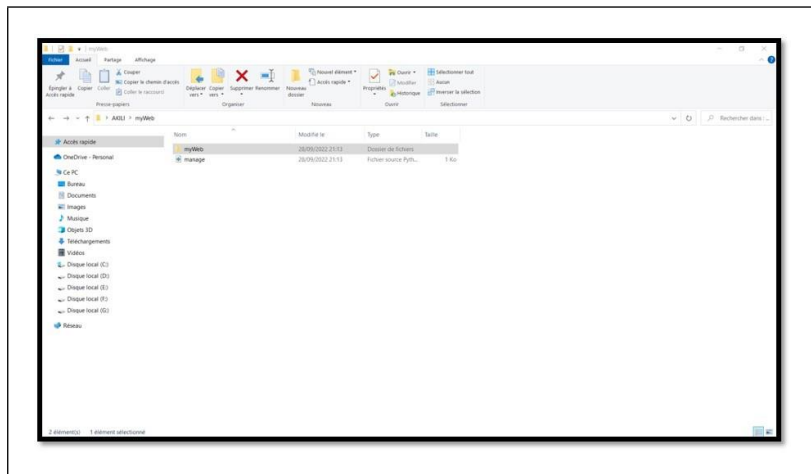 myWeb
Fichier Accueil Partage Affichage
Épingler à Accès rapide
Copier
Coller
Couper
Copier le chemin d'accès
Coller le raccourci
Déplacer vers
Copier vers
Supprimer
Renommer
Nouveau dossier
Nouvel élément
Accès rapide
Propriétés
Ouvrir
Modifier
Historique
Sélectionner tout
Aucun
Inverser la sélection
Presse-papiers Organiser Nouveau Ouvrir Sélectionner
myWeb
Rechercher dans :
Nom Modifié le Type Taille
myWeb 28/09/2022 21:13 Dossier de fichiers
manage 28/09/2022 21:13 Fichier source Pyth... 1 Ko
Accès rapide
OneDrive - Personal
Ce PC
Bureau
Documents
Images
Musique
Objets 3D
Téléchargements
Vidéos
Disque local (C:)
Disque local (D:)
Disque local (E:)
Disque local (F:)
Disque local (G:)
Réseau
2 élément(s) 1 élément sélectionné